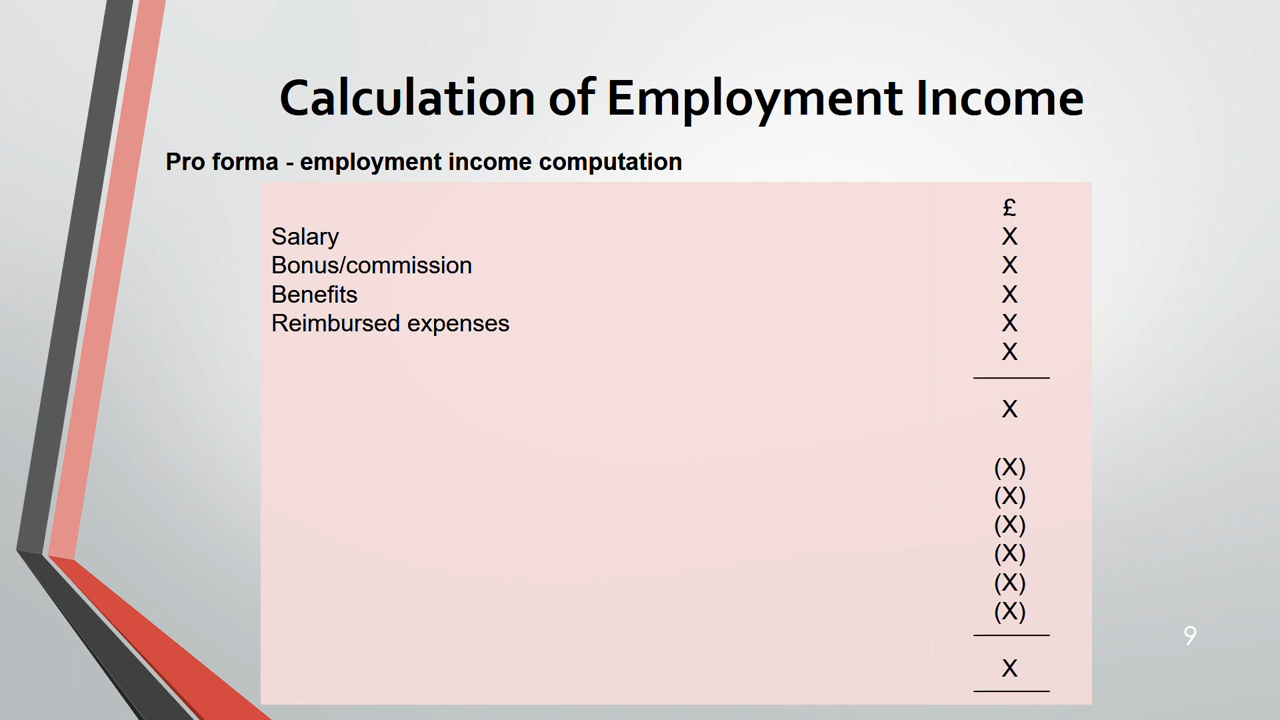 Calculation of Employment Income
Pro forma - employment income computation
£
Salary X
Bonus/commission X
Benefits X
Reimbursed expenses X
X
X
(X)
(X)
(X)
(X)
(X)
(X)
9
X